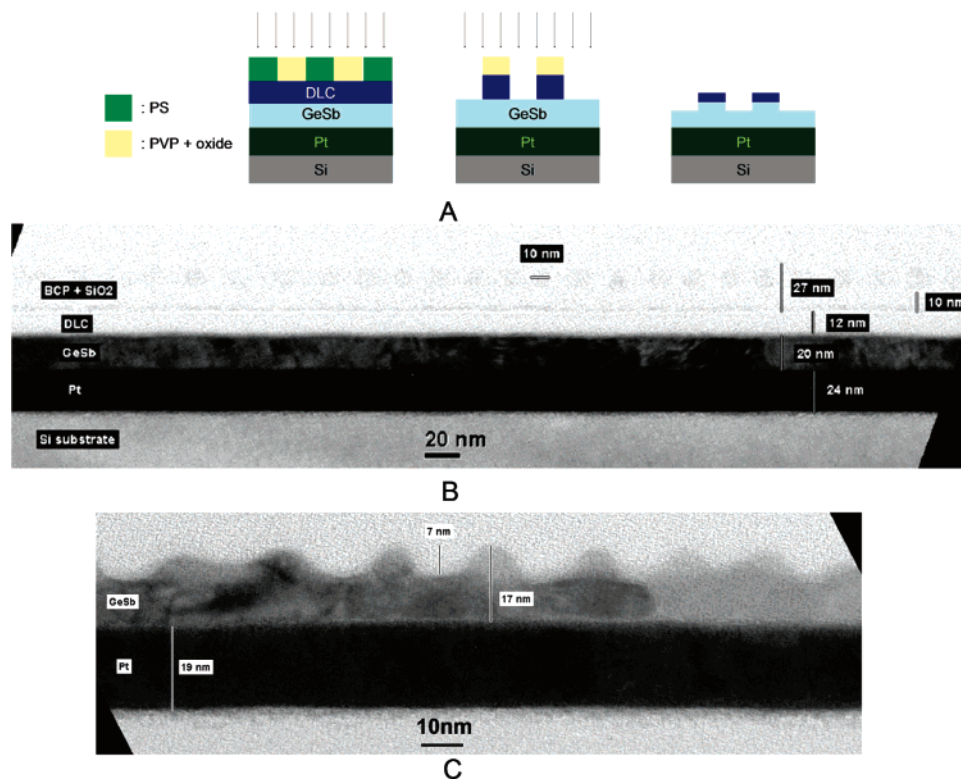 : PS
: PVP + oxide
DLC
GeSb
Pt
Si
GeSb
Pt
Si
Pt
Si
A
10 nm
BCP + SiO2
27 nm
10 nm
DLC
12 nm
GeSb
20 nm
Pt
24 nm
Si substrate
20 nm
B
7 nm
GeSb
17 nm
Pt
19 nm
10nm
C